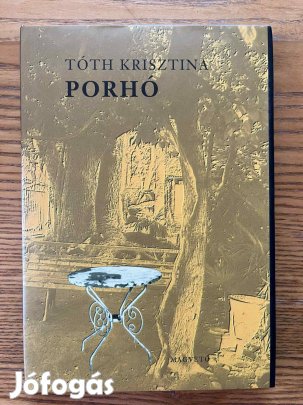 TÓTH KRISZTINA
PORHÓ
MAGVETŐ
Jófogás